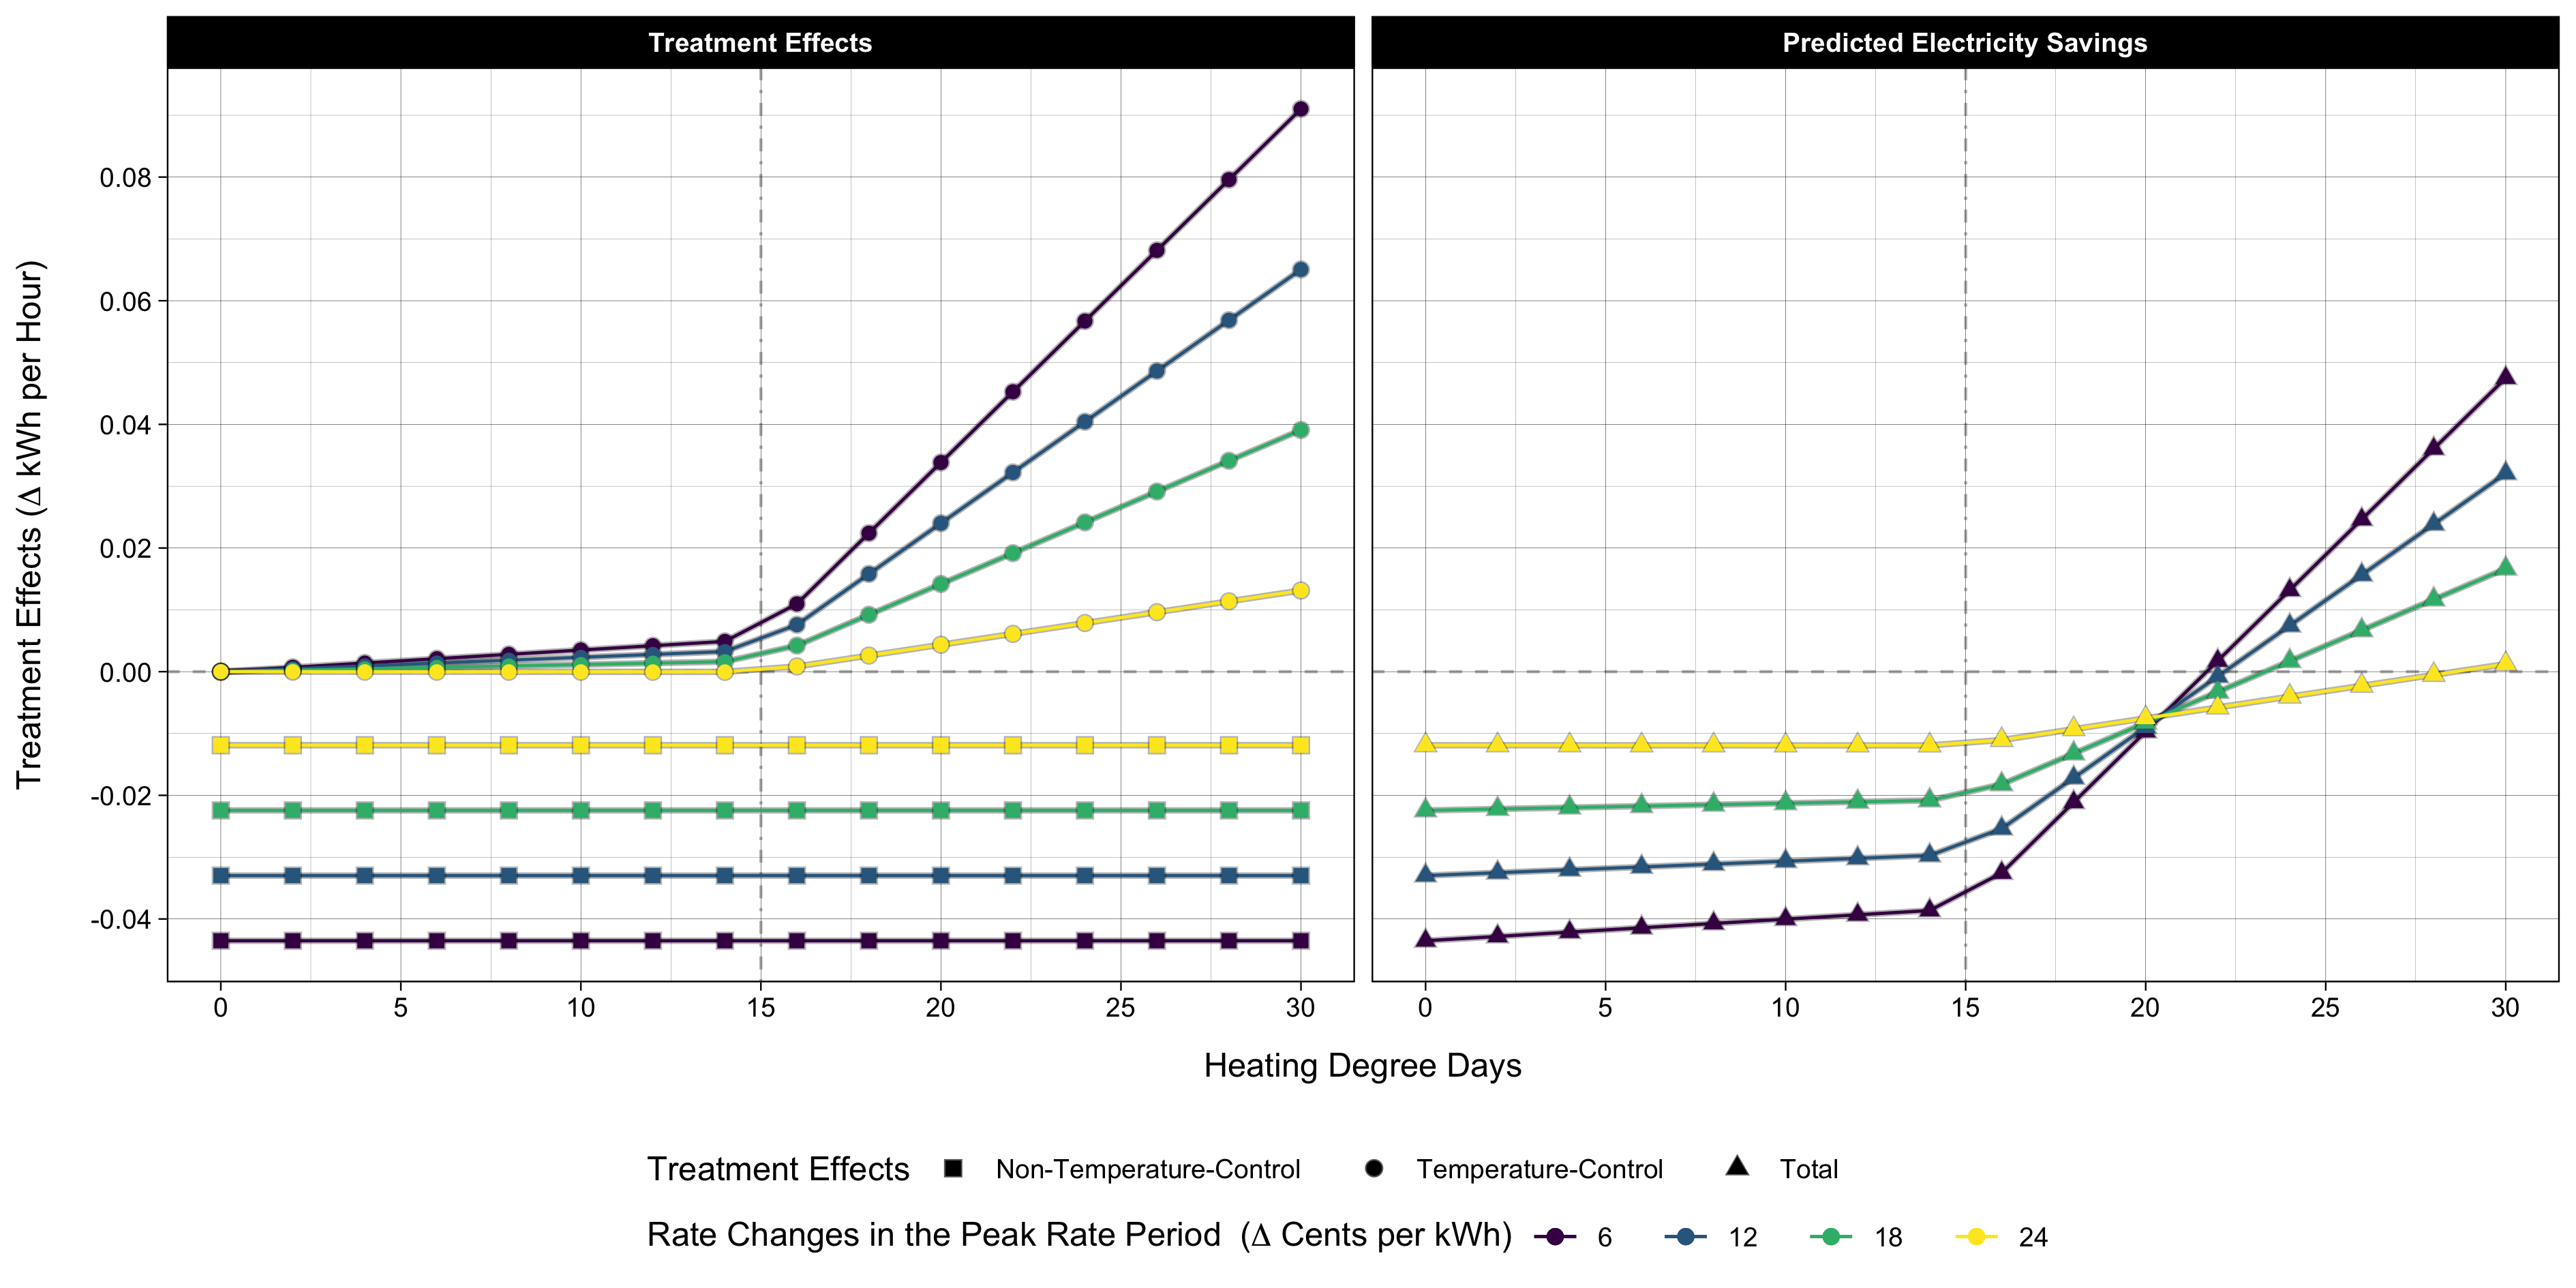 Treatment Effects
Predicted Electricity Savings
Treatment Effects (Δ kWh per Hour)
0.08
0.06
0.04
0.02
0.00
-0.02
-0.04
0 5 10 15 20 25 30
0 5 10 15 20 25 30
Heating Degree Days
Treatment Effects Non-Temperature-Control Temperature-Control Total
Rate Changes in the Peak Rate Period (Δ Cents per kWh) 6 12 18 24